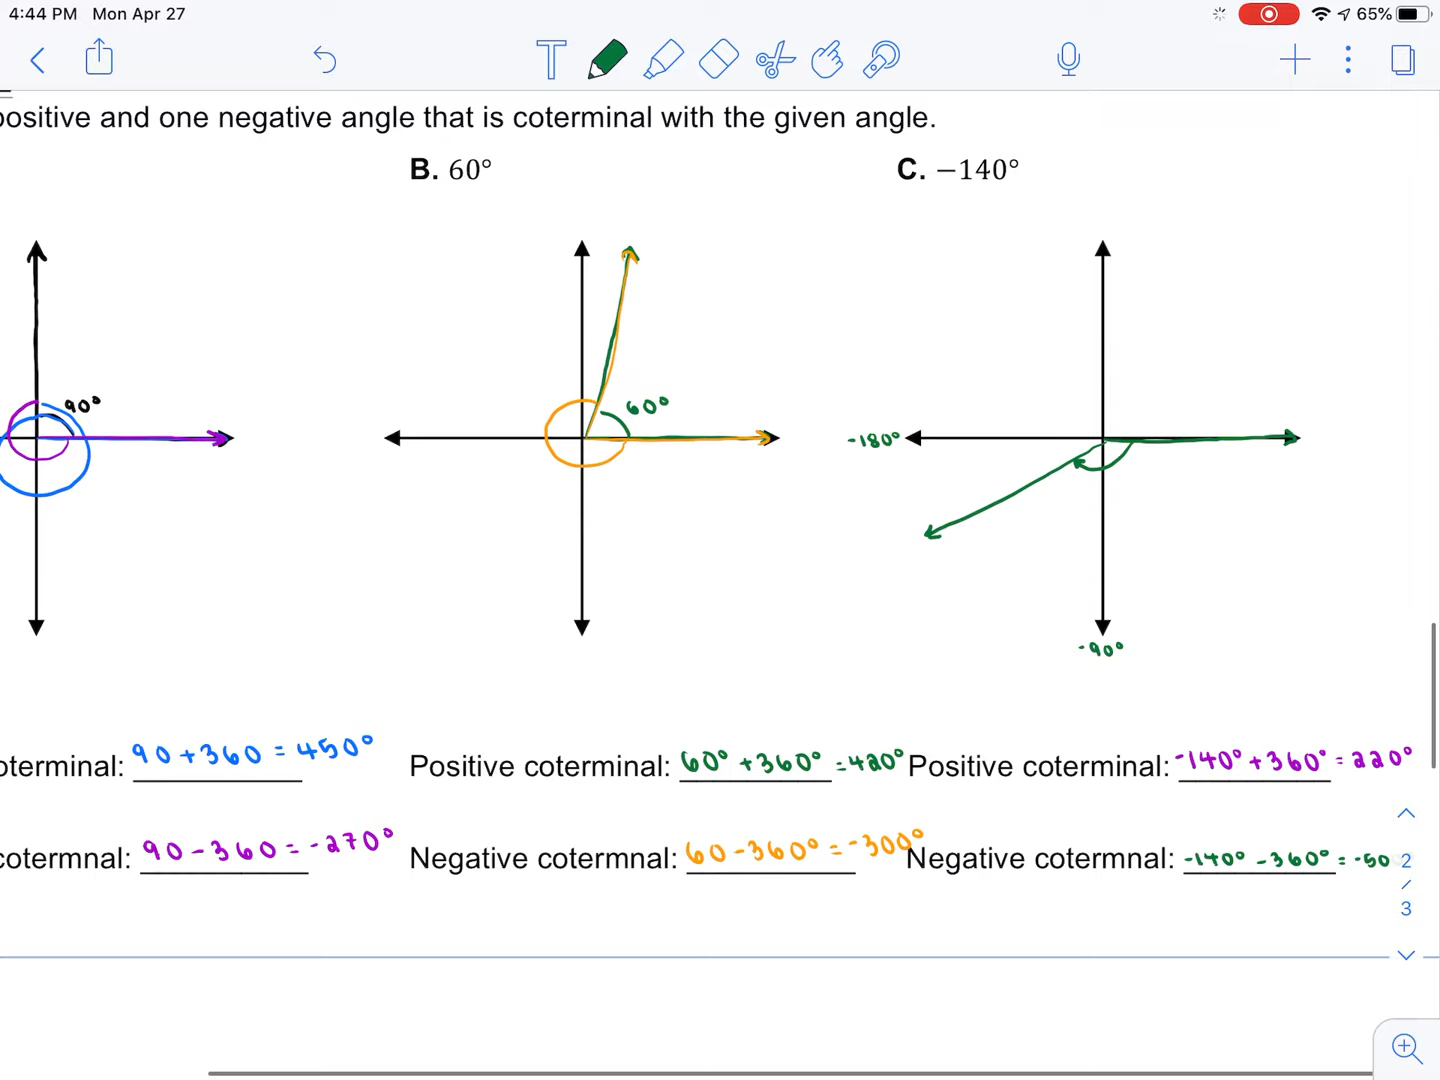 4:44 PM Mon Apr 27 65%
T
positive and one negative angle that is coterminal with the given angle.
B. 60° C. −140°
90°
60°
-180°
-90°
oterminal: 90 + 360 = 450° Positive coterminal: 60° + 360° = 420° Positive coterminal: -140° + 360° = 220°
cotermnal: 90 - 360 = -270° Negative cotermnal: 60 - 360° = -300° Negative cotermnal: -140° - 360° = -50
2
/
3